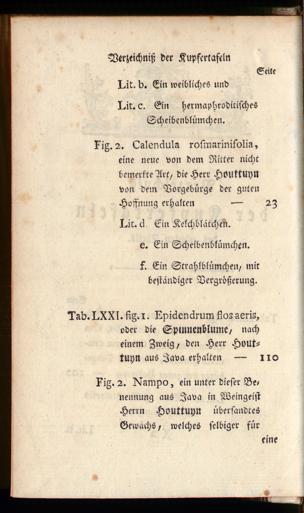 Verzeichniß der Kupfertafeln
Seite
Lit. b. Ein weibliches und
Lit. c. Ein hermaphroditisches
Scheibenblümchen.
Fig. 2. Calendula rosmarinifolia,
eine neue von dem Ritter nicht
bemerkte Art, die Herr Houttuyn
von dem Vorgebürge der guten
Hoffnung erhalten — 23
Lit. d. Ein Kelchblätchen.
e. Ein Scheibenblümchen.
f. Ein Strahlblümchen, mit
beständiger Vergröserung.
Tab. LXXI. fig. 1. Epidendrum flos aeris,
oder die Spinnenblume, nach
einem Zweig, den Herr Hout-
tuyn aus Java erhalten — 110
Fig. 2. Nampo, ein unter dieser Be-
nennung aus Java in Weingeist
Herrn Houttuyn übersandtes
Gewächs, welches selbiger für
eine